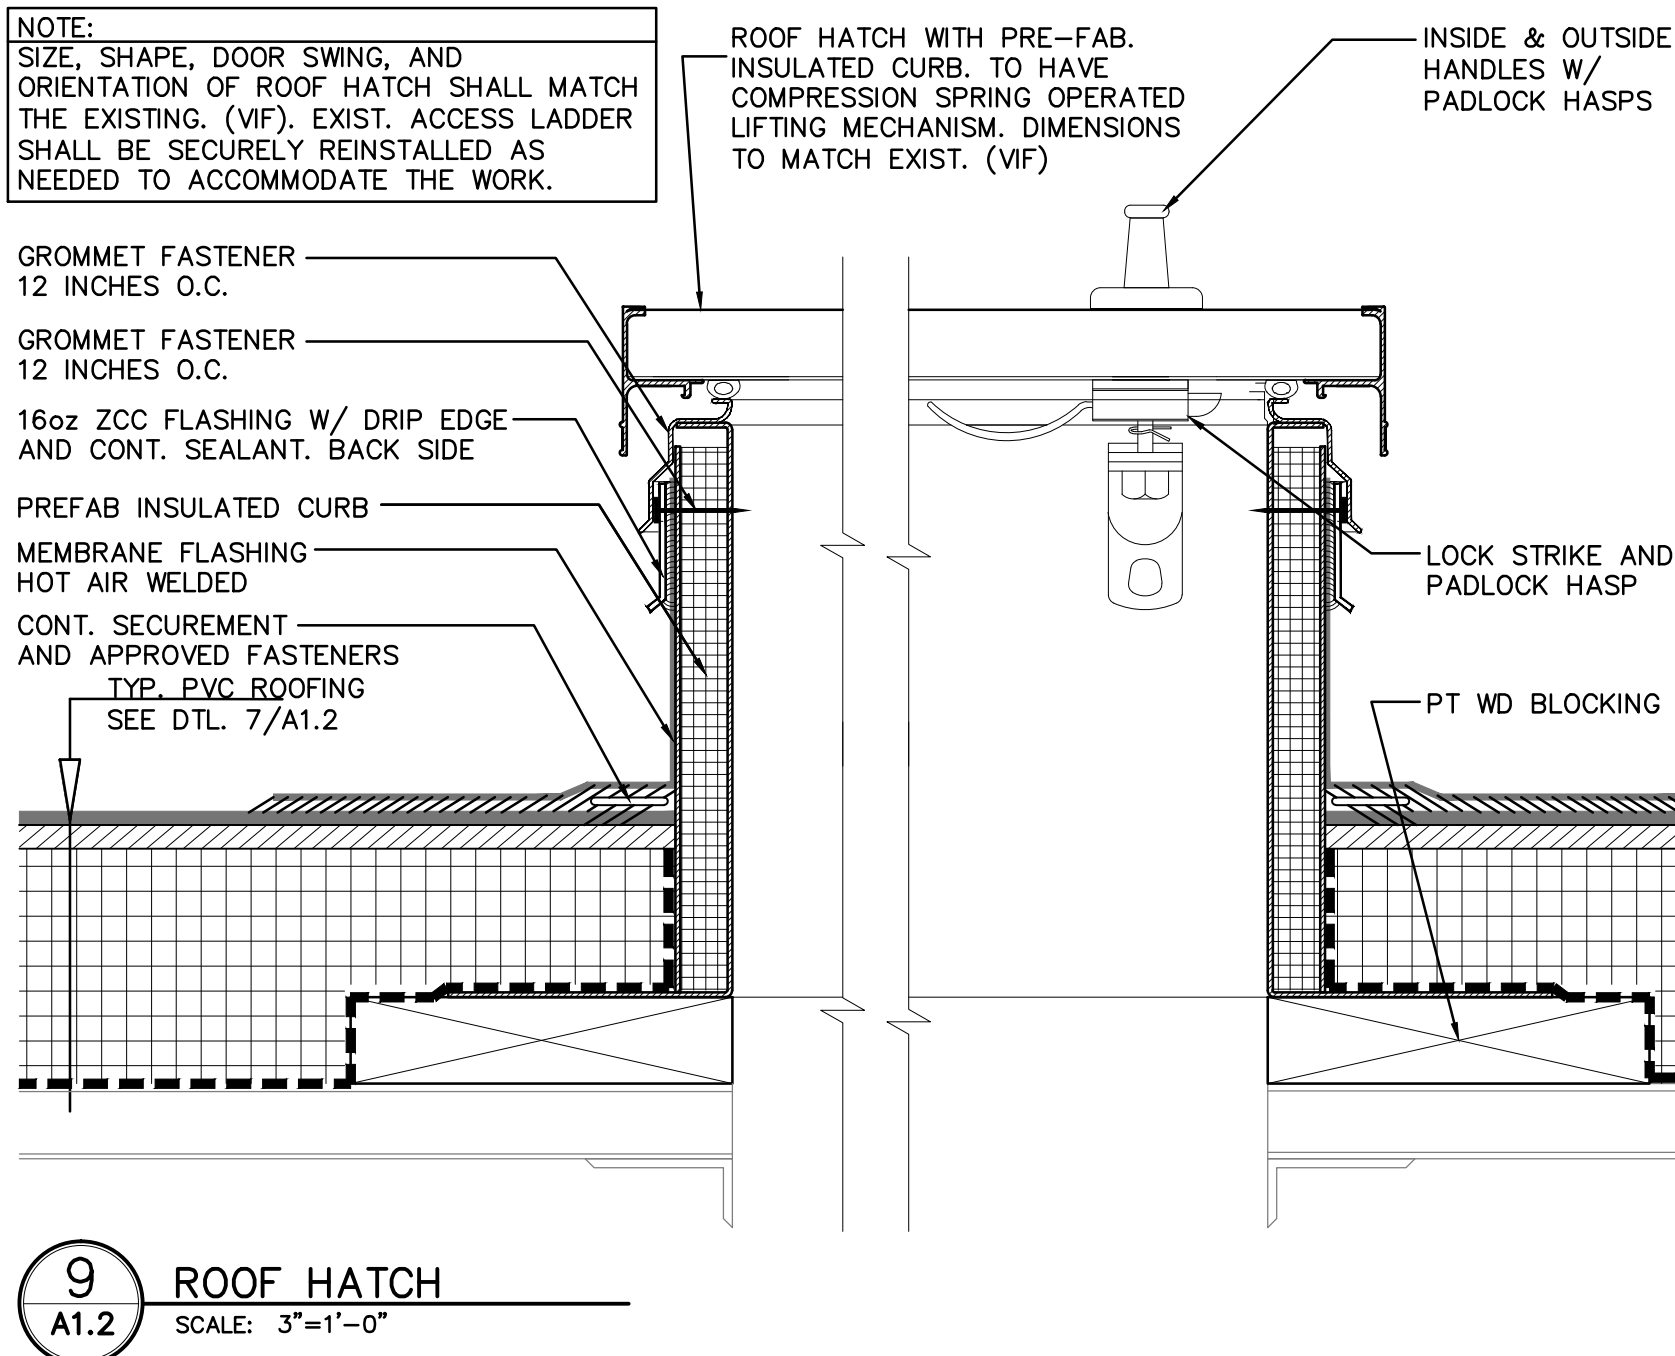 NOTE:
SIZE, SHAPE, DOOR SWING, AND
ORIENTATION OF ROOF HATCH SHALL MATCH
THE EXISTING. (VIF). EXIST. ACCESS LADDER
SHALL BE SECURELY REINSTALLED AS
NEEDED TO ACCOMMODATE THE WORK.
ROOF HATCH WITH PRE-FAB.
INSULATED CURB. TO HAVE
COMPRESSION SPRING OPERATED
LIFTING MECHANISM. DIMENSIONS
TO MATCH EXIST. (VIF)
INSIDE & OUTSIDE
HANDLES W/
PADLOCK HASPS
GROMMET FASTENER
12 INCHES O.C.
GROMMET FASTENER
12 INCHES O.C.
16oz ZCC FLASHING W/ DRIP EDGE
AND CONT. SEALANT. BACK SIDE
PREFAB INSULATED CURB
MEMBRANE FLASHING
HOT AIR WELDED
CONT. SECUREMENT
AND APPROVED FASTENERS
TYP. PVC ROOFING
SEE DTL. 7/A1.2
LOCK STRIKE AND
PADLOCK HASP
PT WD BLOCKING
9
A1.2
ROOF HATCH
SCALE: 3"=1'-0"